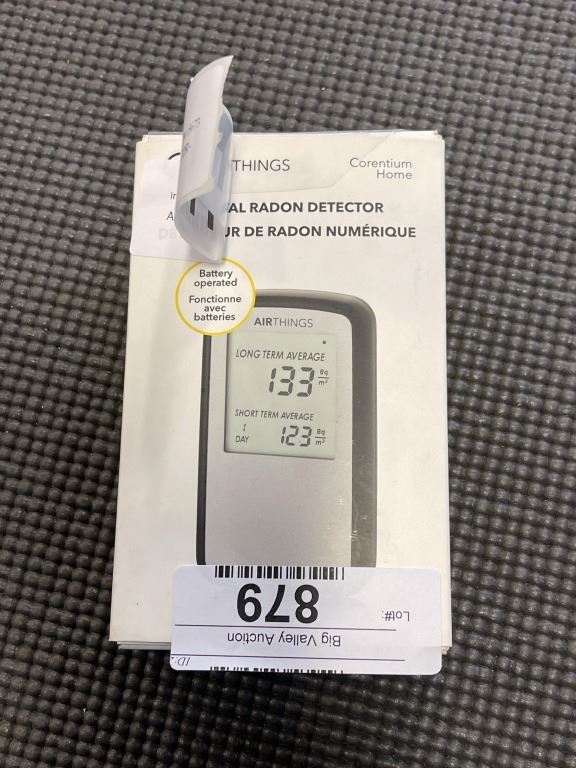 THINGS
Corentium
Home
AL RADON DETECTOR
UR DE RADON NUMÉRIQUE
Battery
operated
Fonctionne
avec
batteries
AIRTHINGS
LONG TERM AVERAGE
133 Bq/m³
SHORT TERM AVERAGE
1
DAY
123 Bq/m³
Lot#:
879
Big Valley Auction
ID: